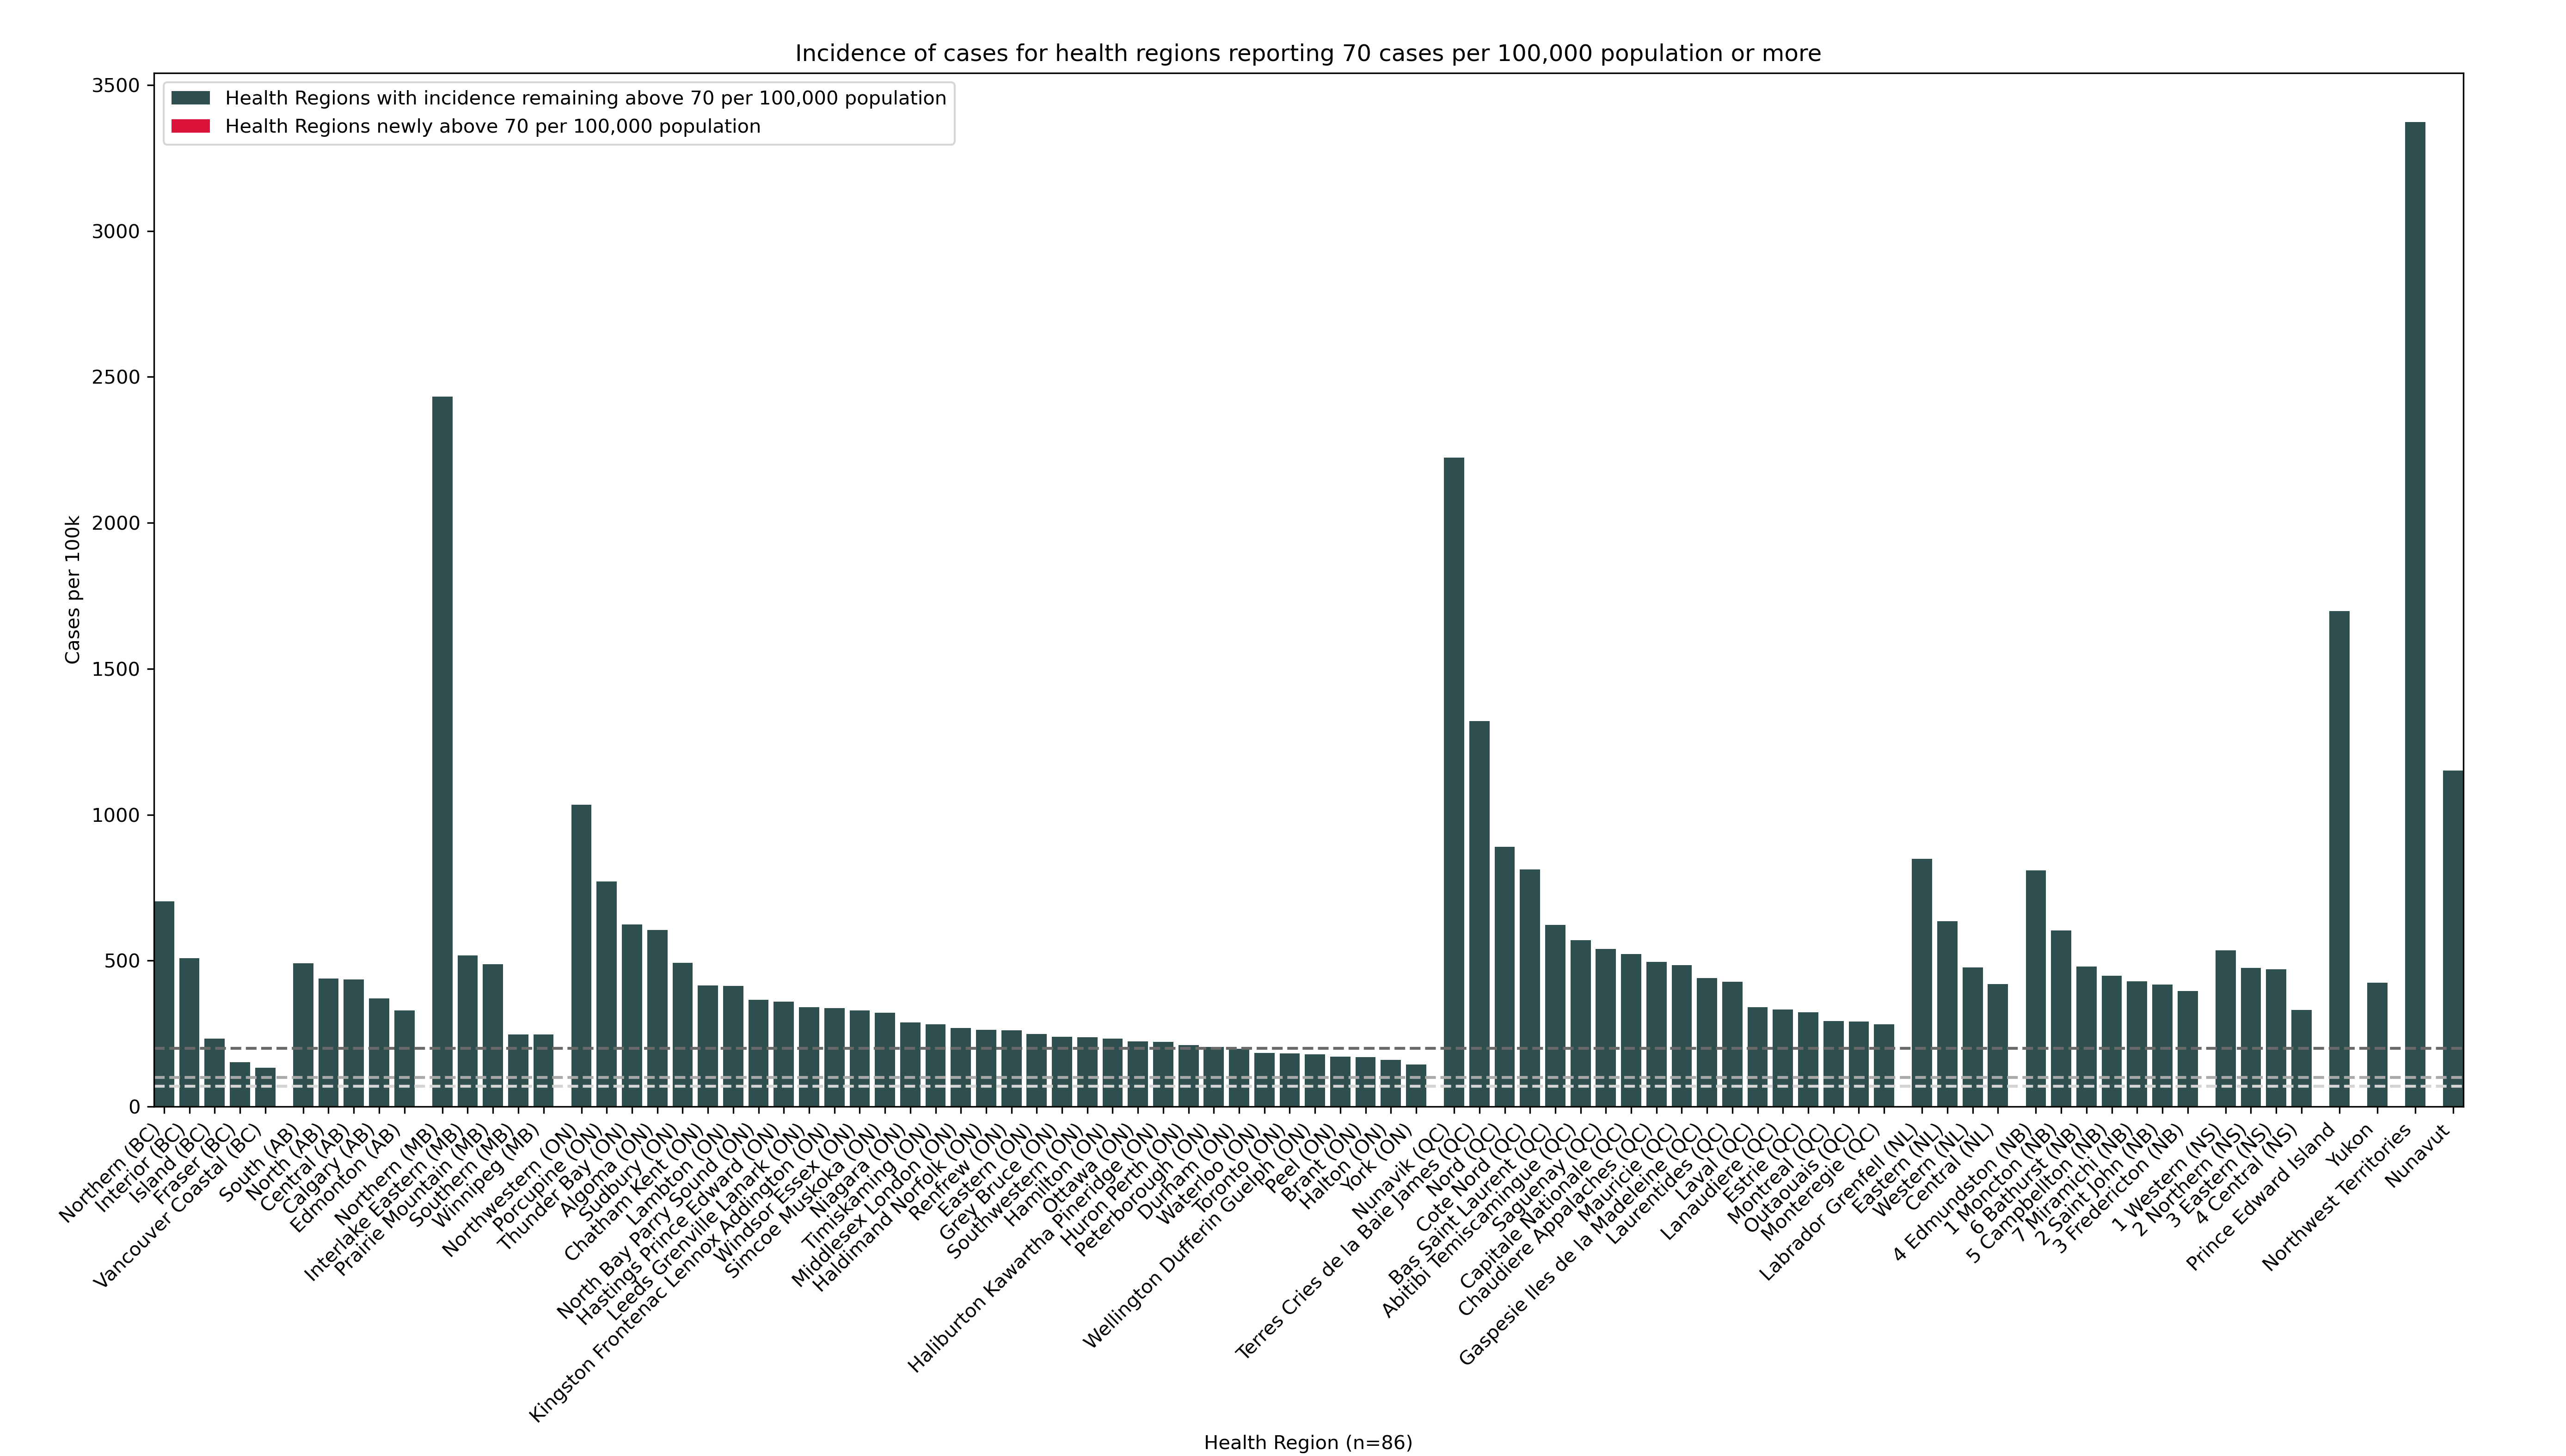 Incidence of cases for health regions reporting 70 cases per 100,000 population or more
Health Regions with incidence remaining above 70 per 100,000 population
Health Regions newly above 70 per 100,000 population
Cases per 100k
3500
3000
2500
2000
1500
1000
500
0
Northern (BC)
Interior (BC)
Island (BC)
Fraser (BC)
Vancouver Coastal (BC)
South (AB)
North (AB)
Central (AB)
Calgary (AB)
Edmonton (AB)
Northern (MB)
Interlake Eastern (MB)
Prairie Mountain (MB)
Southern (MB)
Winnipeg (MB)
Northwestern (ON)
Porcupine (ON)
Thunder Bay (ON)
Algoma (ON)
Sudbury (ON)
Chatham Kent (ON)
Lambton (ON)
North Bay Parry Sound (ON)
Hastings Prince Edward (ON)
Leeds Grenville Lanark (ON)
Kingston Frontenac Lennox Addington (ON)
Windsor Essex (ON)
Simcoe Muskoka (ON)
Niagara (ON)
Timiskaming (ON)
Middlesex London (ON)
Haldimand Norfolk (ON)
Renfrew (ON)
Eastern (ON)
Grey Bruce (ON)
Southwestern (ON)
Hamilton (ON)
Ottawa (ON)
Haliburton Kawartha Pineridge (ON)
Huron Perth (ON)
Peterborough (ON)
Durham (ON)
Waterloo (ON)
Toronto (ON)
Wellington Dufferin Guelph (ON)
Peel (ON)
Brant (ON)
Halton (ON)
York (ON)
Nunavik (QC)
Terres Cries de la Baie James (QC)
Nord (QC)
Cote Nord (QC)
Bas Saint Laurent (QC)
Abitibi Temiscamingue (QC)
Saguenay (QC)
Capitale Nationale (QC)
Chaudiere Appalaches (QC)
Mauricie (QC)
Gaspesie Iles de la Madeleine (QC)
Laurentides (QC)
Laval (QC)
Lanaudiere (QC)
Estrie (QC)
Montreal (QC)
Outaouais (QC)
Monteregie (QC)
Labrador Grenfell (NL)
Eastern (NL)
Western (NL)
Central (NL)
4 Edmundston (NB)
1 Moncton (NB)
6 Bathurst (NB)
5 Campbellton (NB)
7 Miramichi (NB)
2 Saint John (NB)
3 Fredericton (NB)
1 Western (NS)
2 Northern (NS)
3 Eastern (NS)
4 Central (NS)
Prince Edward Island
Yukon
Northwest Territories
Nunavut
Health Region (n=86)